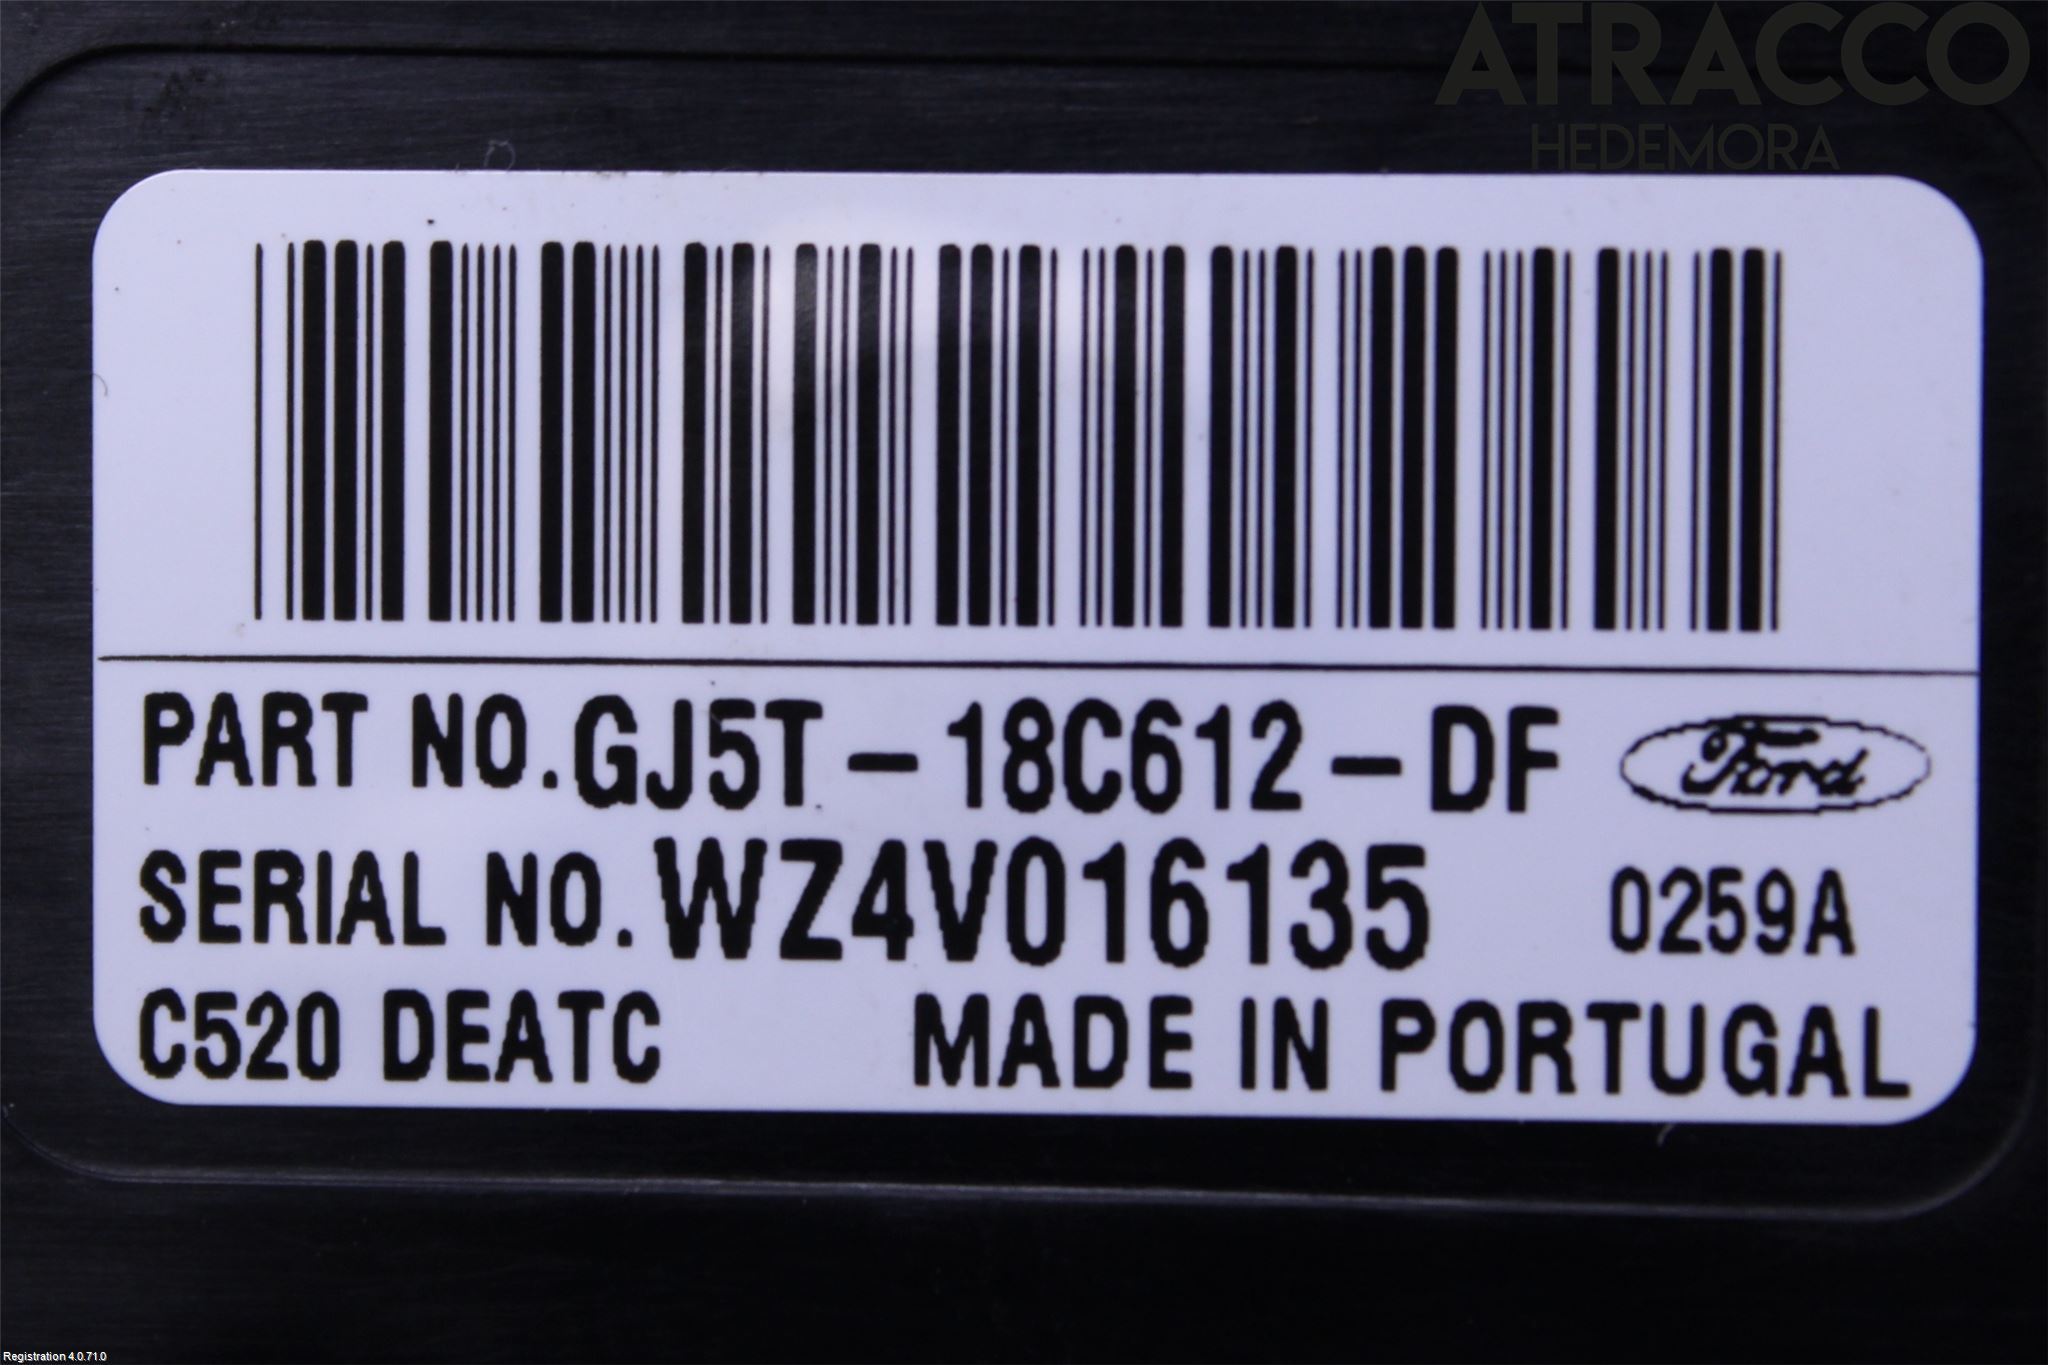 ATRACCO
HEDEMORA
PART NO.GJ5T-18C612-DF Ford
SERIAL NO.WZ4V016135 0259A
C520 DEATC MADE IN PORTUGAL
Registration 4.0.71.0